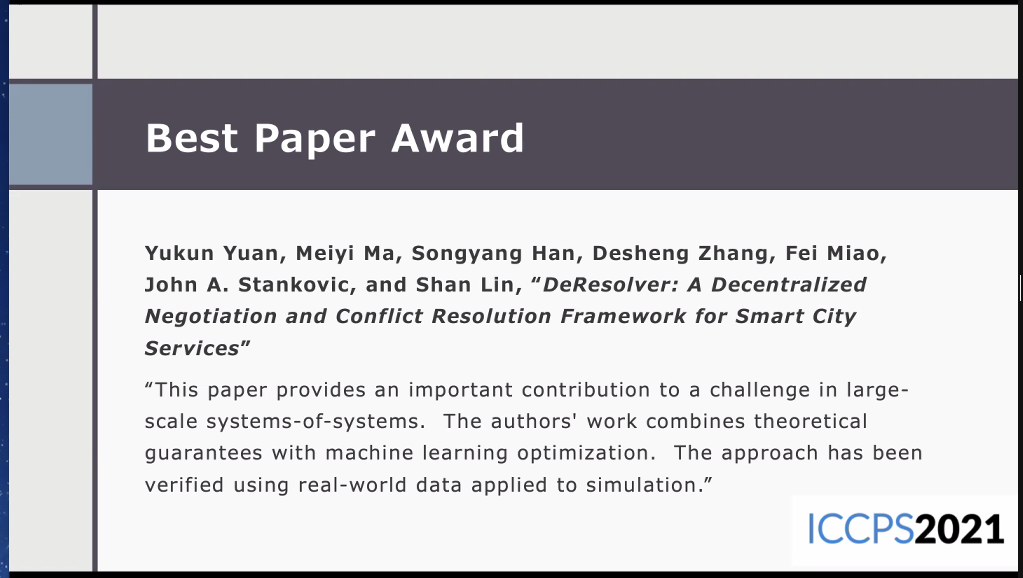 Best Paper Award
Yukun Yuan, Meiyi Ma, Songyang Han, Desheng Zhang, Fei Miao,
John A. Stankovic, and Shan Lin, “DeResolver: A Decentralized
Negotiation and Conflict Resolution Framework for Smart City
Services”
“This paper provides an important contribution to a challenge in large-
scale systems-of-systems.  The authors' work combines theoretical
guarantees with machine learning optimization.  The approach has been
verified using real-world data applied to simulation.”
ICCPS2021